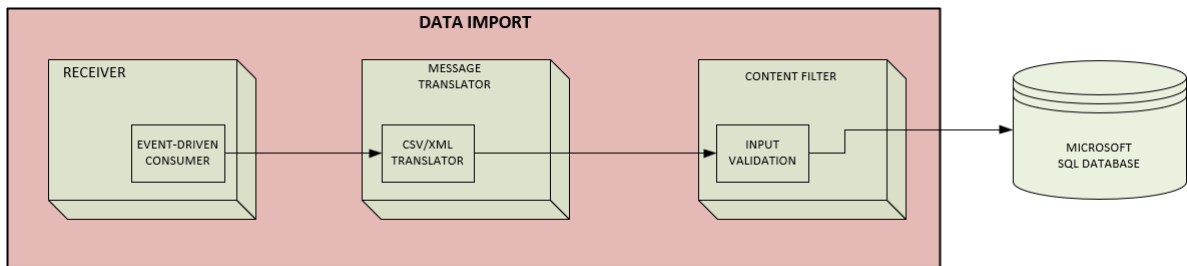 DATA IMPORT
RECEIVER
EVENT-DRIVEN
CONSUMER
MESSAGE
TRANSLATOR
CSV/XML
TRANSLATOR
CONTENT FILTER
INPUT
VALIDATION
MICROSOFT
SQL DATABASE